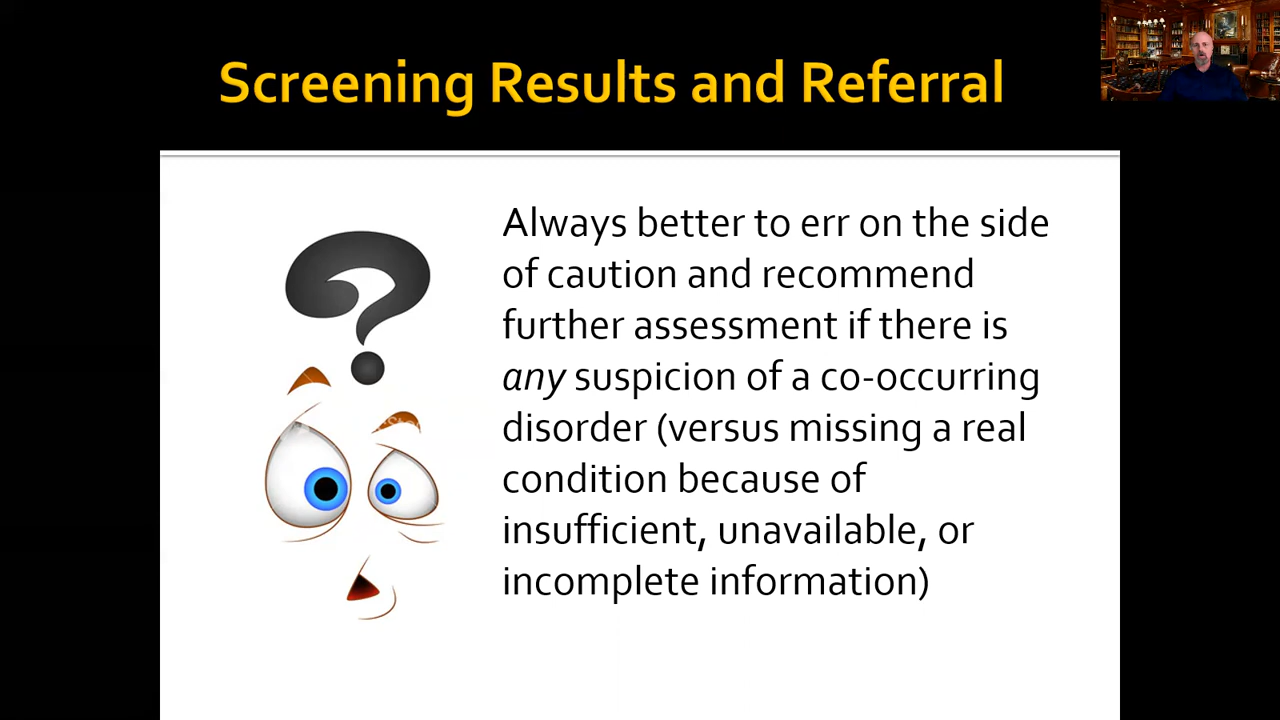 Screening Results and Referral
Always better to err on the side
of caution and recommend
further assessment if there is
any suspicion of a co-occurring
disorder (versus missing a real
condition because of
insufficient, unavailable, or
incomplete information)